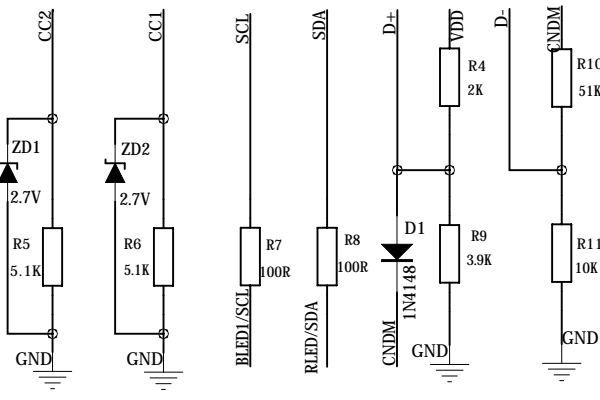 CC2
CC1
SCL
SDA
D+
VDD
D-
CNDM
R4
2K
R10
51K
ZD1
2.7V
ZD2
2.7V
R5
5.1K
R6
5.1K
R7
100R
R8
100R
D1
1N4148
R9
3.9K
R11
10K
BLED1/SCL
RLED/SDA
CNDM
GND
GND
GND
GND